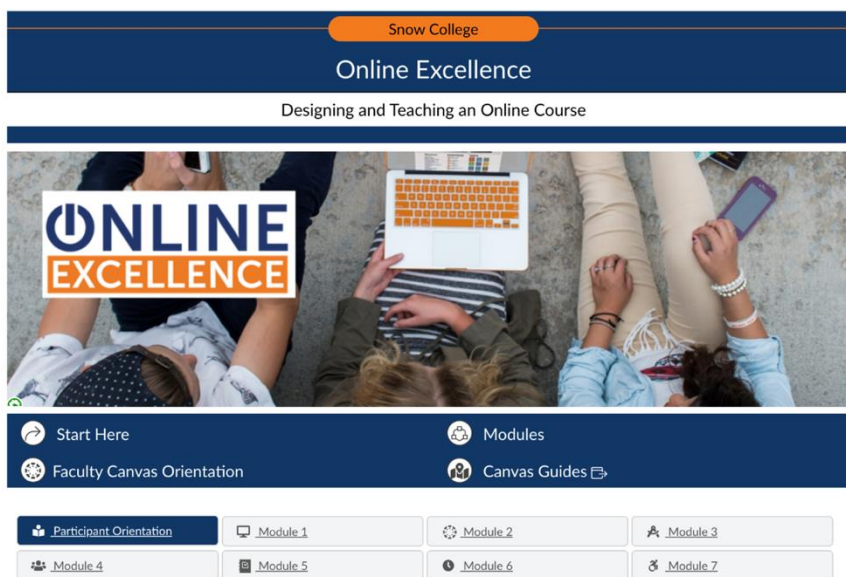 Snow College
Online Excellence
Designing and Teaching an Online Course
ONLINE
EXCELLENCE
Start Here
Modules
Faculty Canvas Orientation
Canvas Guides
Participant Orientation
Module 1
Module 2
Module 3
Module 4
Module 5
Module 6
Module 7